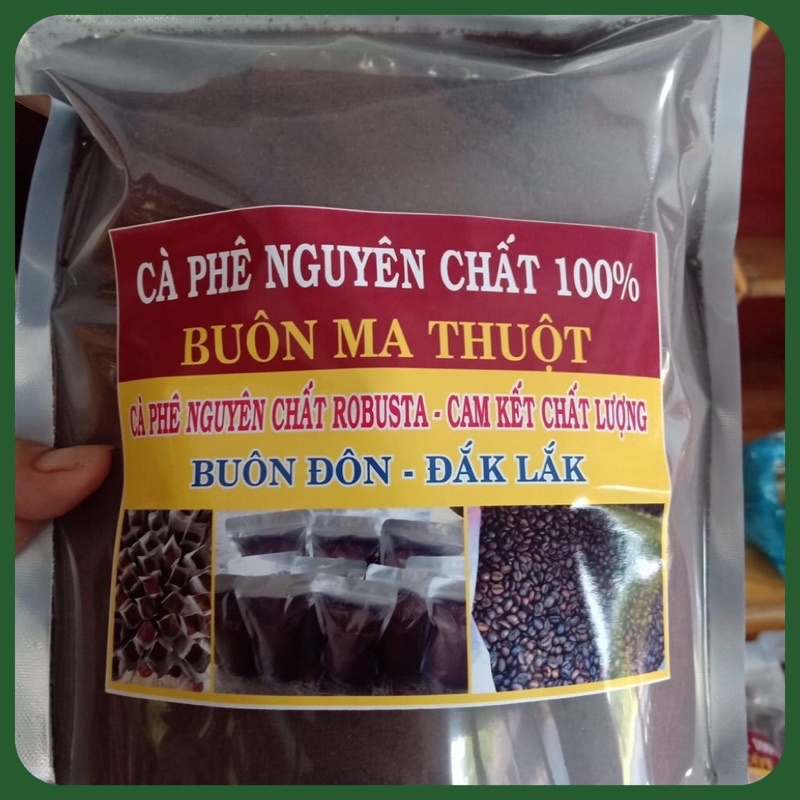 CÀ PHÊ NGUYÊN CHẤT 100%
BUÔN MA THUỘT
CÀ PHÊ NGUYÊN CHẤT ROBUSTA - CAM KẾT CHẤT LƯỢNG
BUÔN ĐÔN - ĐẮK LẮK